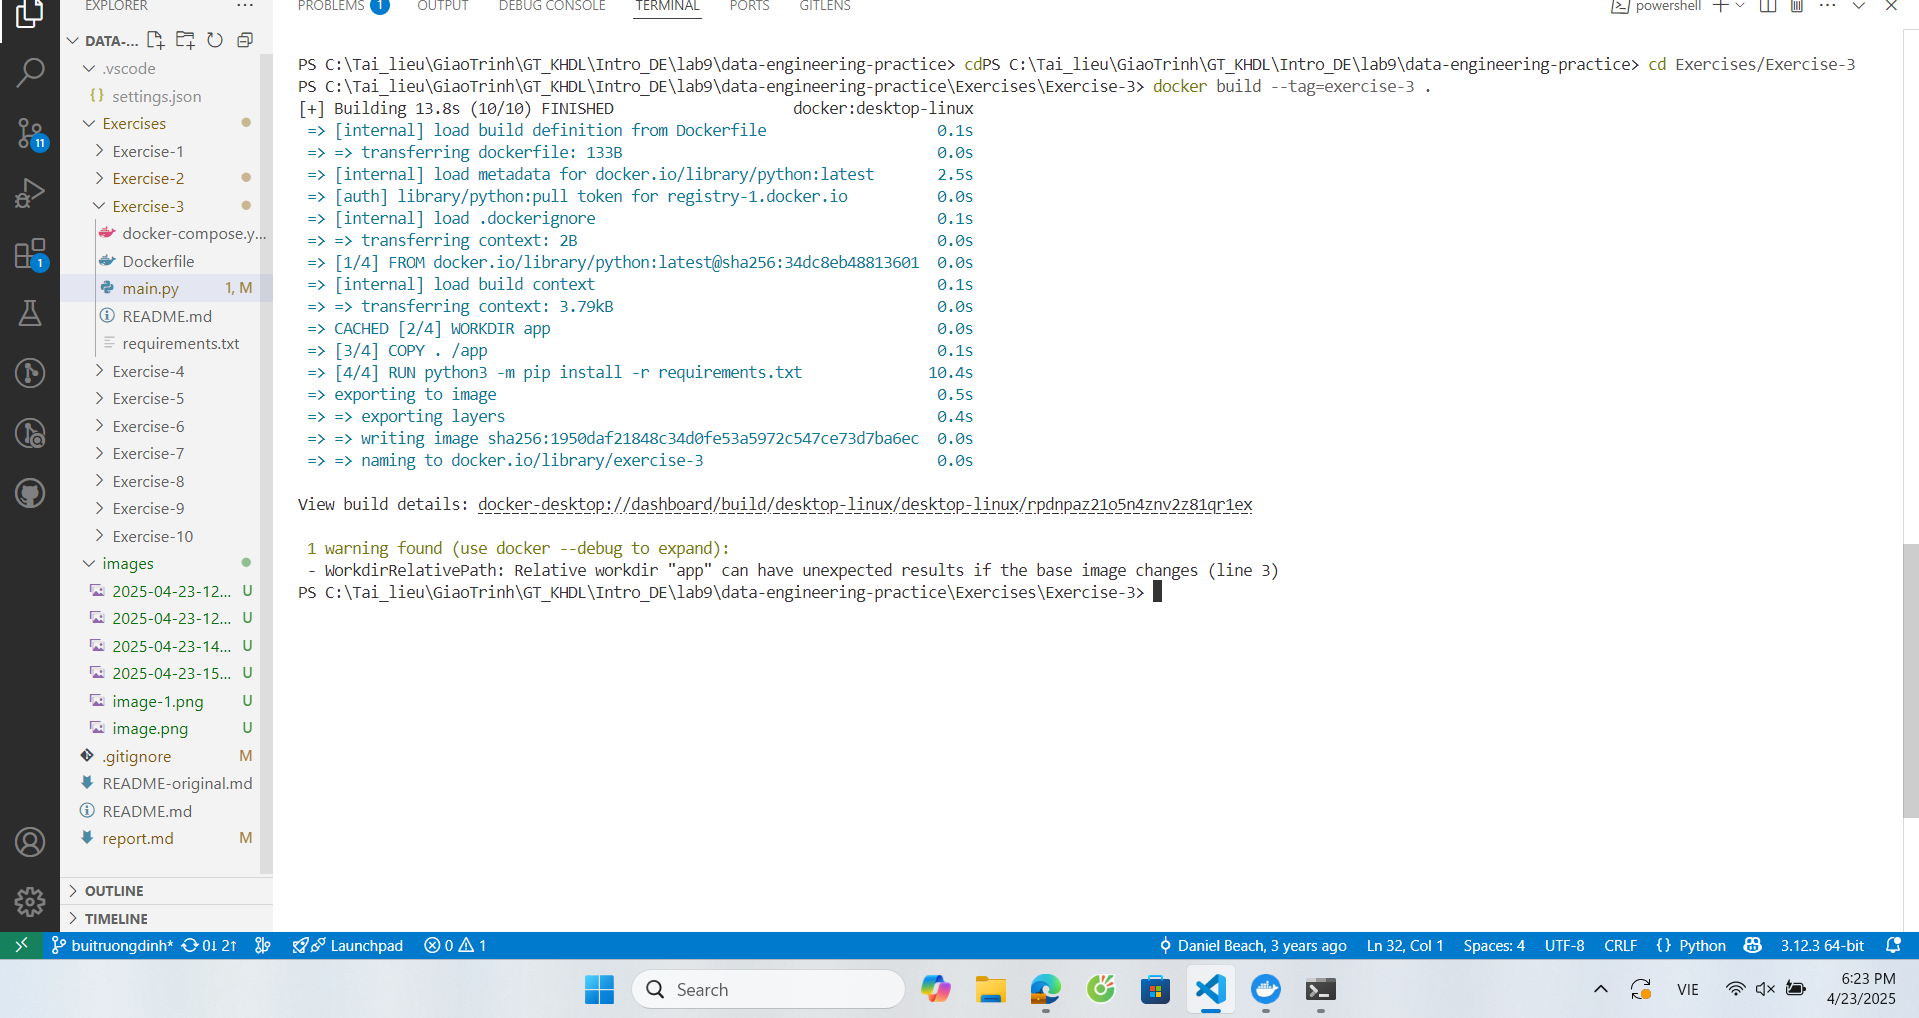 EXPLORER
PROBLEMS 1 OUTPUT DEBUG CONSOLE TERMINAL PORTS GITLENS powershell
DATA-...
.vscode
settings.json
Exercises
Exercise-1
Exercise-2
Exercise-3
docker-compose.y...
Dockerfile
main.py 1, M
README.md
requirements.txt
Exercise-4
Exercise-5
Exercise-6
Exercise-7
Exercise-8
Exercise-9
Exercise-10
images
2025-04-23-12... U
2025-04-23-12... U
2025-04-23-14... U
2025-04-23-15... U
image-1.png U
image.png U
.gitignore M
README-original.md
README.md
report.md M
OUTLINE
TIMELINE
11
1
PS C:\Tai_lieu\GiaoTrinh\GT_KHDL\Intro_DE\lab9\data-engineering-practice> cdPS C:\Tai_lieu\GiaoTrinh\GT_KHDL\Intro_DE\lab9\data-engineering-practice> cd Exercises/Exercise-3
PS C:\Tai_lieu\GiaoTrinh\GT_KHDL\Intro_DE\lab9\data-engineering-practice\Exercises\Exercise-3> docker build --tag=exercise-3 .
[+] Building 13.8s (10/10) FINISHED docker:desktop-linux
=> [internal] load build definition from Dockerfile 0.1s
=> => transferring dockerfile: 133B 0.0s
=> [internal] load metadata for docker.io/library/python:latest 2.5s
=> [auth] library/python:pull token for registry-1.docker.io 0.0s
=> [internal] load .dockerignore 0.1s
=> => transferring context: 2B 0.0s
=> [1/4] FROM docker.io/library/python:latest@sha256:34dc8eb48813601 0.0s
=> [internal] load build context 0.1s
=> => transferring context: 3.79kB 0.0s
=> CACHED [2/4] WORKDIR app 0.0s
=> [3/4] COPY . /app 0.1s
=> [4/4] RUN python3 -m pip install -r requirements.txt 10.4s
=> exporting to image 0.5s
=> => exporting layers 0.4s
=> => writing image sha256:1950daf21848c34d0fe53a5972c547ce73d7ba6ec 0.0s
=> => naming to docker.io/library/exercise-3 0.0s
View build details: docker-desktop://dashboard/build/desktop-linux/desktop-linux/rpdnpaz21o5n4znv2z81qr1ex
1 warning found (use docker --debug to expand):
- WorkdirRelativePath: Relative workdir "app" can have unexpected results if the base image changes (line 3)
PS C:\Tai_lieu\GiaoTrinh\GT_KHDL\Intro_DE\lab9\data-engineering-practice\Exercises\Exercise-3>
buitruongdinh* 0↓ 2↑ Launchpad 0 1 Daniel Beach, 3 years ago Ln 32, Col 1 Spaces: 4 UTF-8 CRLF {} Python 3.12.3 64-bit
Search
VIE
6:23 PM
4/23/2025